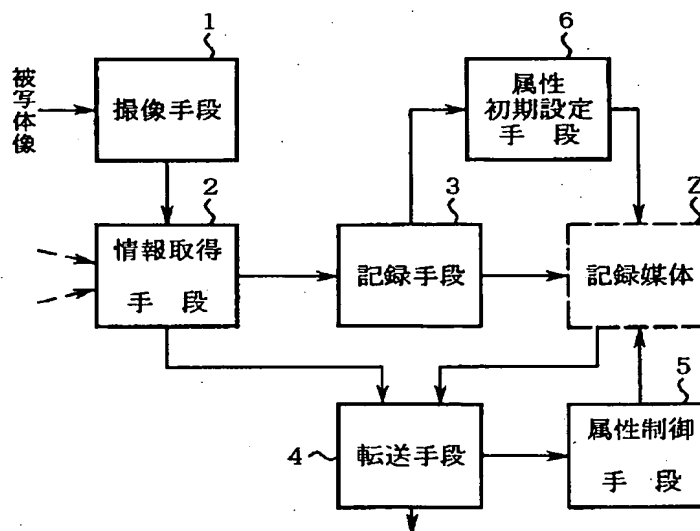 1
被写体像
撮像手段
6
属性
初期設定
手 段
2
情報取得
手 段
3
記録手段
Z
記録媒体
4
転送手段
5
属性制御
手 段